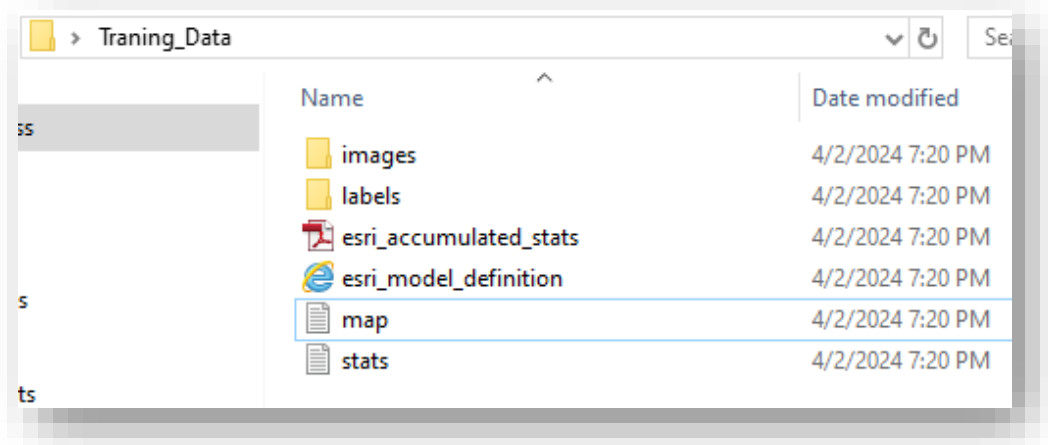 > Traning_Data
Sea
Name Date modified
ss
images 4/2/2024 7:20 PM
labels 4/2/2024 7:20 PM
esri_accumulated_stats 4/2/2024 7:20 PM
esri_model_definition 4/2/2024 7:20 PM
s
map 4/2/2024 7:20 PM
stats 4/2/2024 7:20 PM
ts